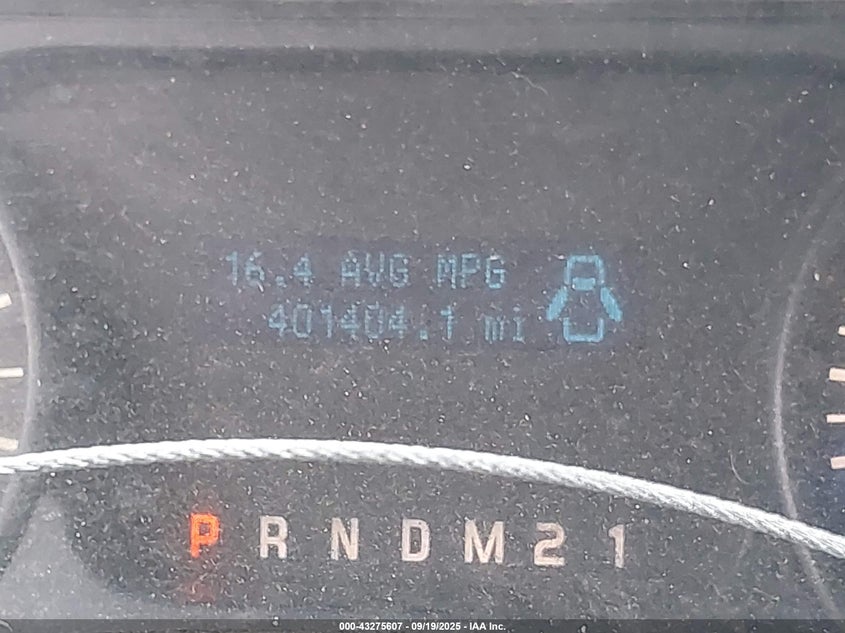 16.4 AVG MPG
401404.1 mi
P R N D M 2 1
000-43275607 - 09/19/2025 - IAA Inc.